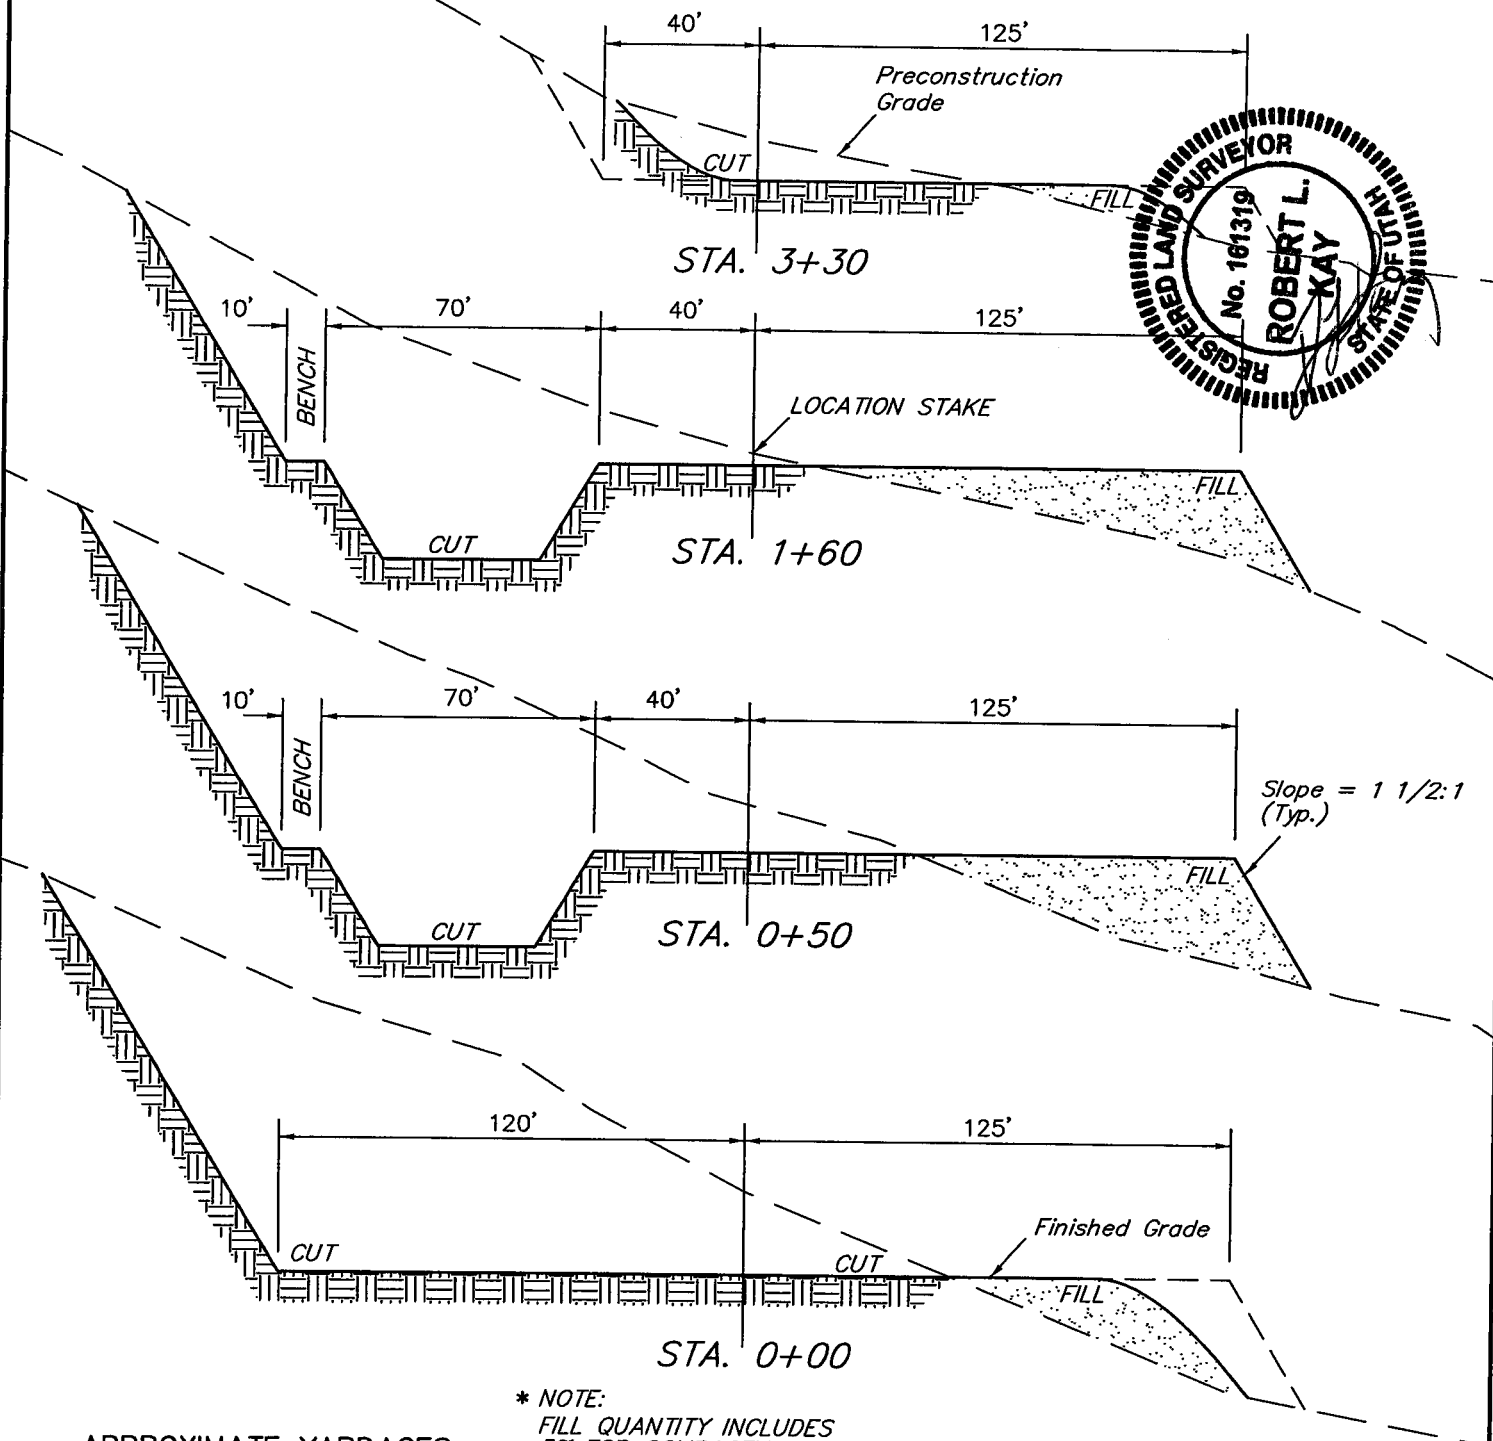 40'
125'
Preconstruction
Grade
CUT
FILL
STA. 3+30
REGISTERED LAND SURVEYOR
No. 161319
ROBERT L.
KAY
STATE OF UTAH
10'
70'
40'
125'
BENCH
LOCATION STAKE
FILL
CUT
STA. 1+60
10'
70'
40'
125'
BENCH
Slope = 1 1/2:1
(Typ.)
FILL
CUT
STA. 0+50
120'
125'
Finished Grade
CUT
CUT
FILL
STA. 0+00
* NOTE:
FILL QUANTITY INCLUDES
APPROXIMATE YARDAGES